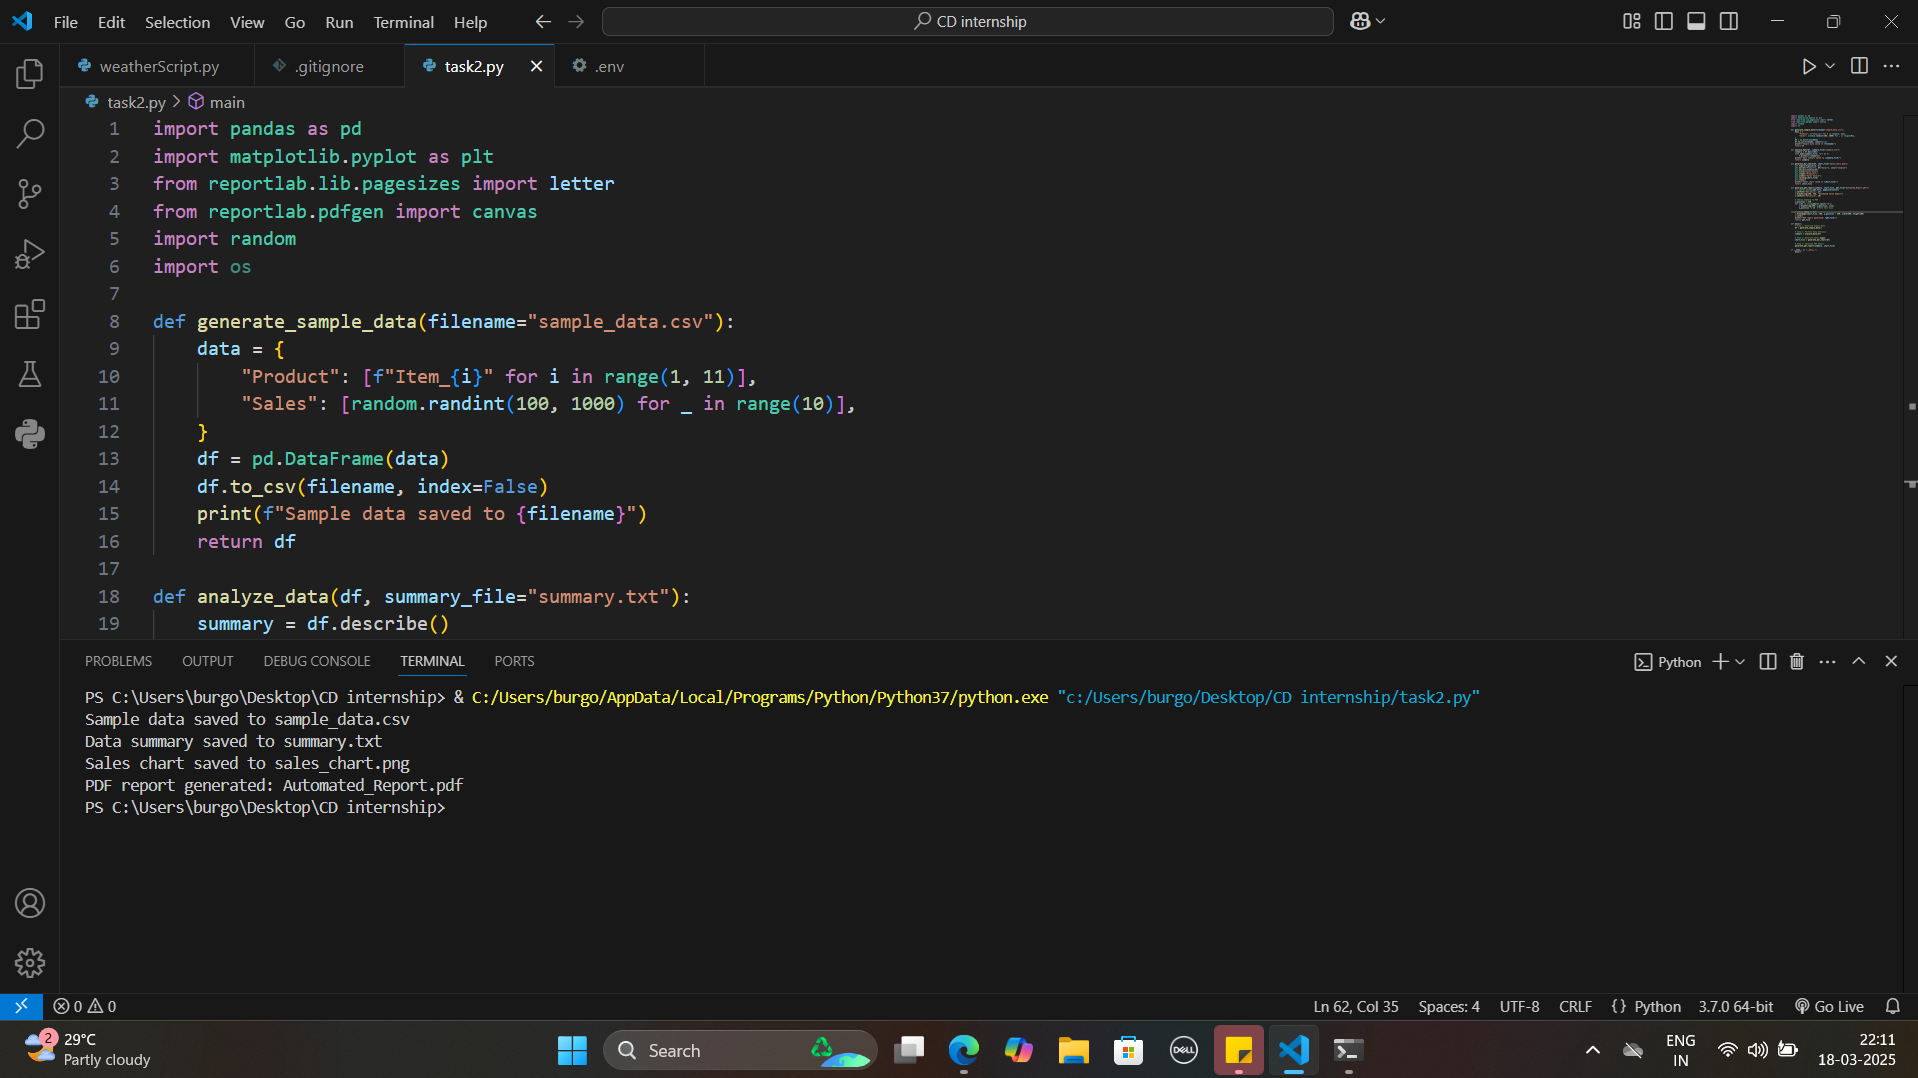 File Edit Selection View Go Run Terminal Help
CD internship
weatherScript.py
.gitignore
task2.py
.env
task2.py > main
1 import pandas as pd
2 import matplotlib.pyplot as plt
3 from reportlab.lib.pagesizes import letter
4 from reportlab.pdfgen import canvas
5 import random
6 import os
7
8 def generate_sample_data(filename="sample_data.csv"):
9 data = {
10 "Product": [f"Item_{i}" for i in range(1, 11)],
11 "Sales": [random.randint(100, 1000) for _ in range(10)],
12 }
13 df = pd.DataFrame(data)
14 df.to_csv(filename, index=False)
15 print(f"Sample data saved to {filename}")
16 return df
17
18 def analyze_data(df, summary_file="summary.txt"):
19 summary = df.describe()
PROBLEMS OUTPUT DEBUG CONSOLE TERMINAL PORTS
Python
PS C:\Users\burgo\Desktop\CD internship> & C:/Users/burgo/AppData/Local/Programs/Python/Python37/python.exe "c:/Users/burgo/Desktop/CD internship/task2.py"
Sample data saved to sample_data.csv
Data summary saved to summary.txt
Sales chart saved to sales_chart.png
PDF report generated: Automated_Report.pdf
PS C:\Users\burgo\Desktop\CD internship>
0 0
Ln 62, Col 35 Spaces: 4 UTF-8 CRLF {} Python 3.7.0 64-bit Go Live
2
29°C
Partly cloudy
Search
DELL
ENG
IN
22:11
18-03-2025